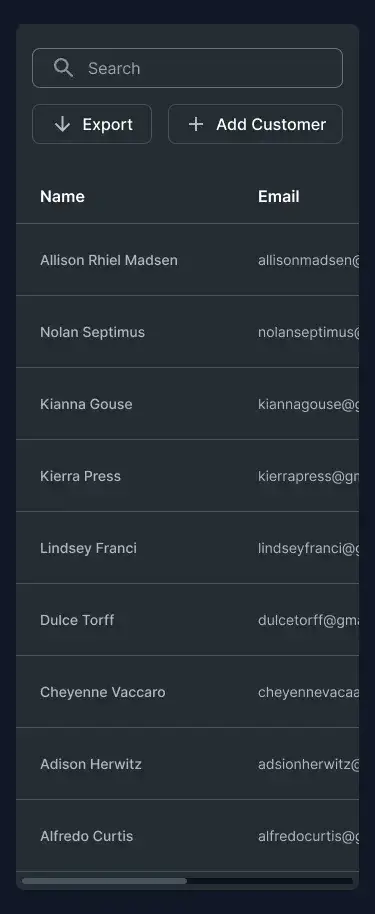 Search
Export Add Customer
Name Email
Allison Rhiel Madsen allisonmadsen@
Nolan Septimus nolanseptimus@
Kianna Gouse kiannagouse@g
Kierra Press kierrapress@gm
Lindsey Franci lindseyfranci@g
Dulce Torff dulcetorff@gma
Cheyenne Vaccaro cheyennevacaa
Adison Herwitz adsionherwitz@
Alfredo Curtis alfredocurtis@g